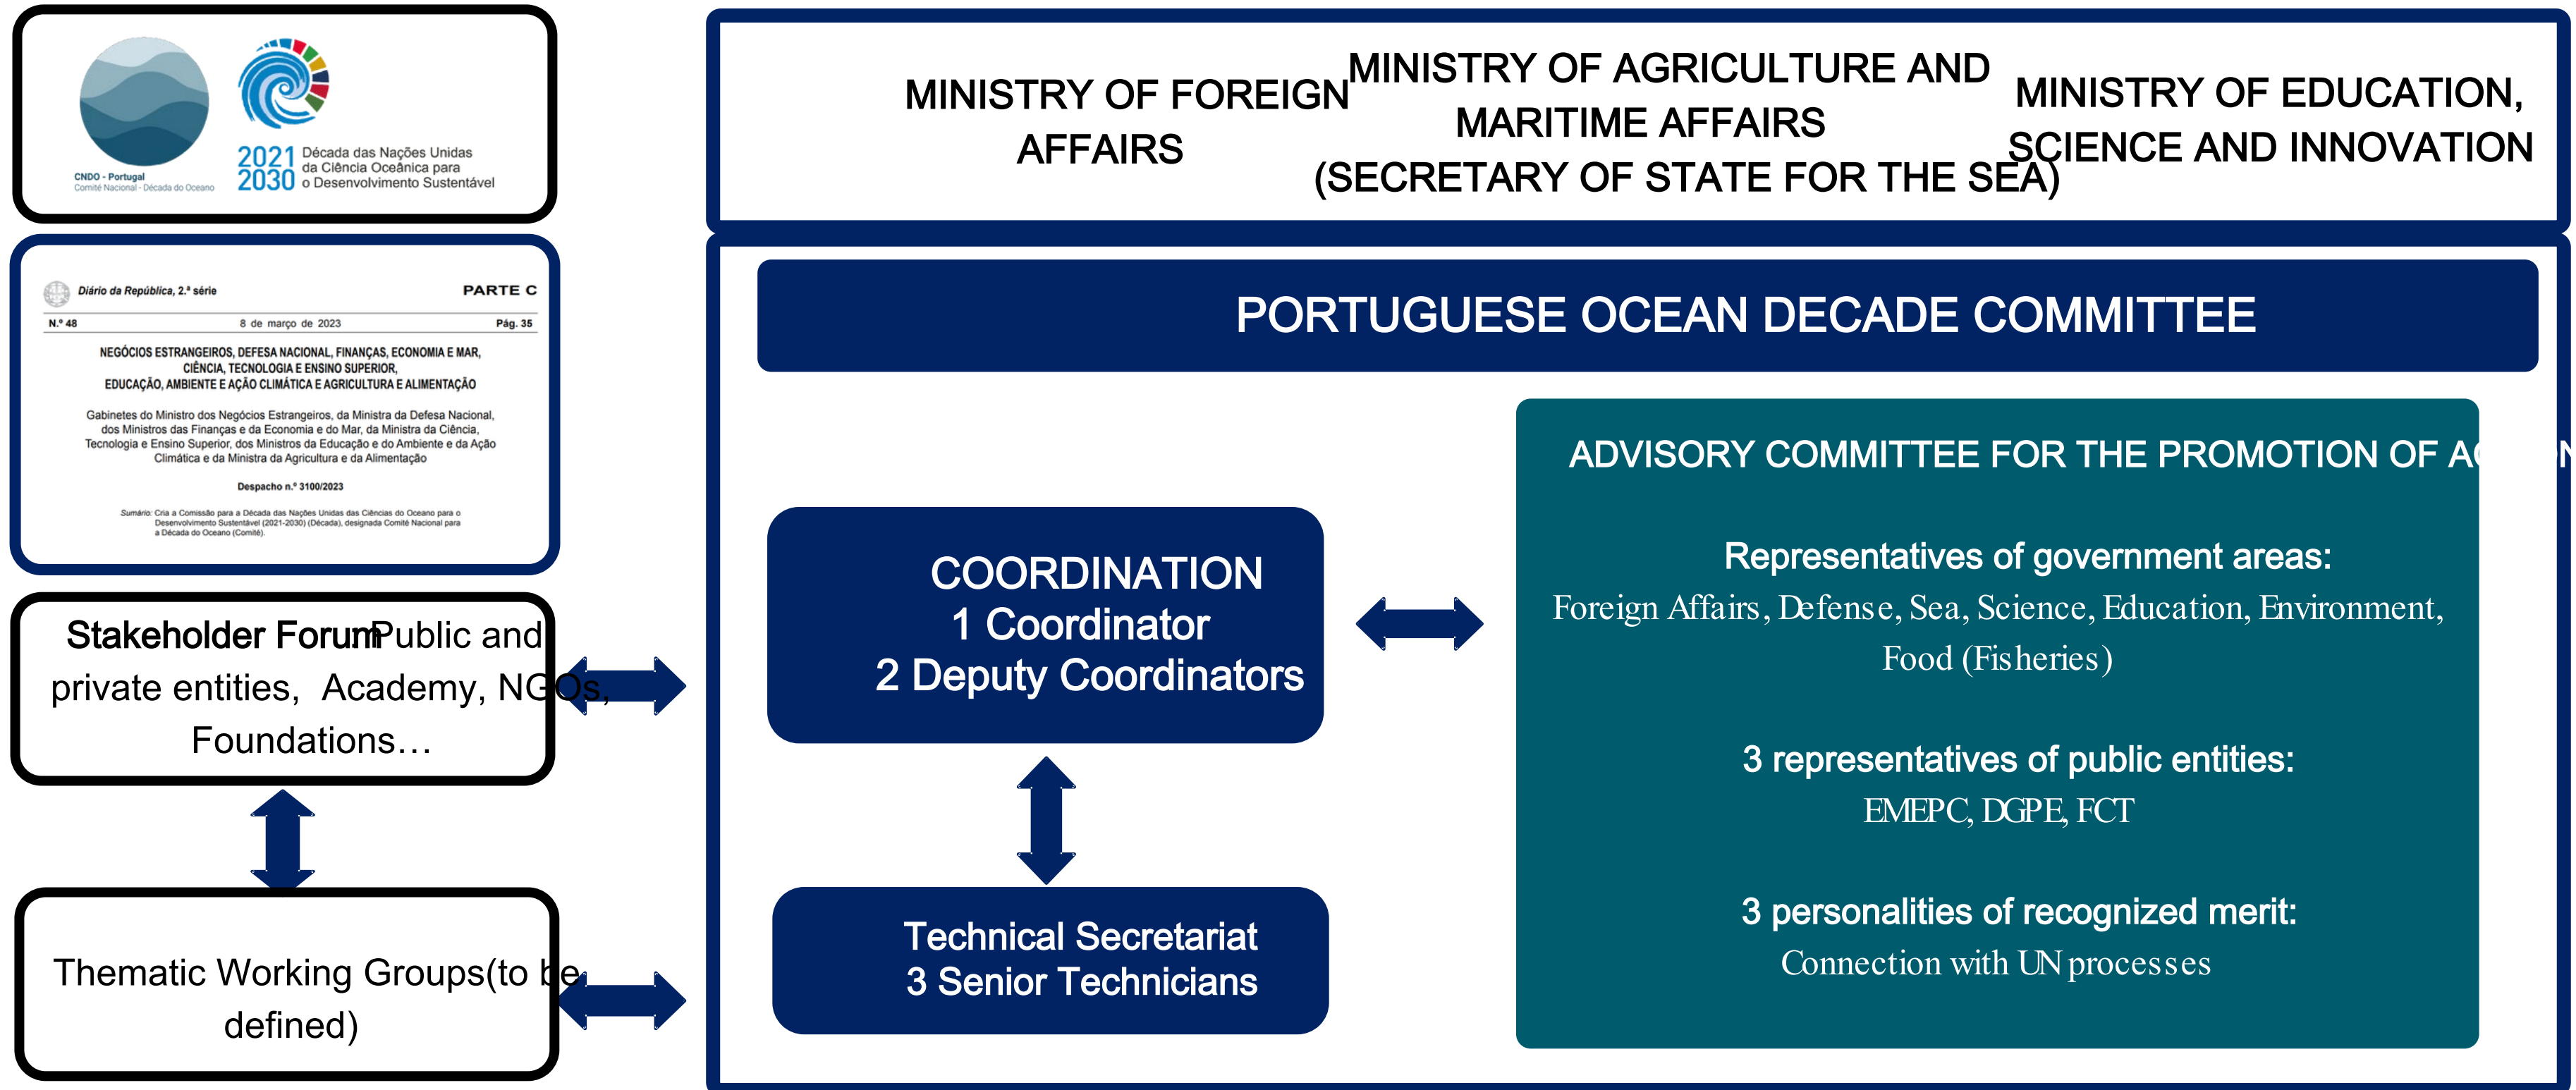 CNDO - Portugal
Comité Nacional - Década do Oceano
2021
2030
Década das Nações Unidas
da Ciência Oceânica para
o Desenvolvimento Sustentável
MINISTRY OF FOREIGN
AFFAIRS
MINISTRY OF AGRICULTURE AND
MARITIME AFFAIRS
(SECRETARY OF STATE FOR THE SEA)
MINISTRY OF EDUCATION,
SCIENCE AND INNOVATION
Diário da República, 2.ª série PARTE C
N.º 48 8 de março de 2023 Pág. 35
NEGÓCIOS ESTRANGEIROS, DEFESA NACIONAL, FINANÇAS, ECONOMIA E MAR,
CIÊNCIA, TECNOLOGIA E ENSINO SUPERIOR,
EDUCAÇÃO, AMBIENTE E AÇÃO CLIMÁTICA E AGRICULTURA E ALIMENTAÇÃO
Gabinetes do Ministro dos Negócios Estrangeiros, da Ministra da Defesa Nacional,
dos Ministros das Finanças e da Economia e do Mar, da Ministra da Ciência,
Tecnologia e Ensino Superior, dos Ministros da Educação e do Ambiente e da Ação
Climática e da Ministra da Agricultura e da Alimentação
Despacho n.º 3100/2023
Sumário: Cria a Comissão para a Década das Nações Unidas das Ciências do Oceano para o
Desenvolvimento Sustentável (2021-2030) (Década), designada Comité Nacional para
a Década do Oceano (Comité).
Stakeholder Forum: Public and
private entities, Academy, NGOs,
Foundations…
Thematic Working Groups(to be
defined)
PORTUGUESE OCEAN DECADE COMMITTEE
COORDINATION
1 Coordinator
2 Deputy Coordinators
Technical Secretariat
3 Senior Technicians
ADVISORY COMMITTEE FOR THE PROMOTION OF
Representatives of government areas:
Foreign Affairs, Defense, Sea, Science, Education, Environment,
Food (Fisheries)
3 representatives of public entities:
EMEPC, DGPE, FCT
3 personalities of recognized merit:
Connection with UN processes